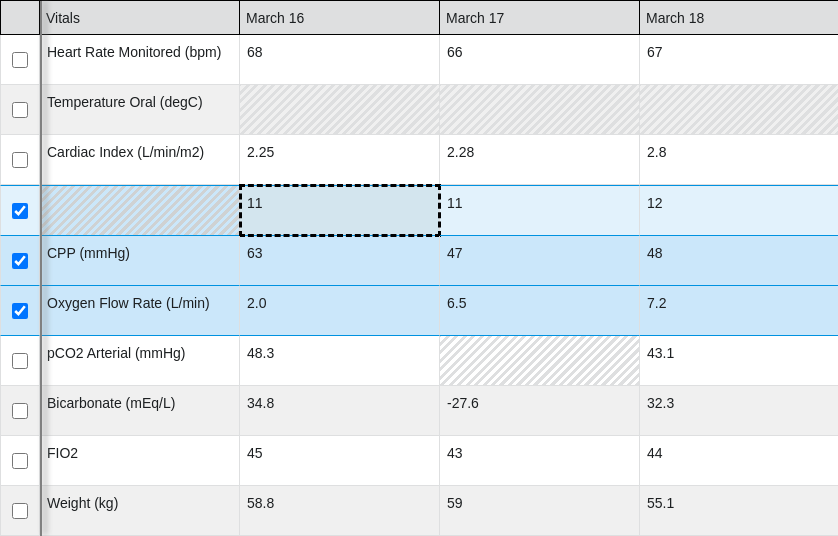 Vitals March 16 March 17 March 18
Heart Rate Monitored (bpm) 68 66 67
Temperature Oral (degC)
Cardiac Index (L/min/m2) 2.25 2.28 2.8
11 11 12
CPP (mmHg) 63 47 48
Oxygen Flow Rate (L/min) 2.0 6.5 7.2
pCO2 Arterial (mmHg) 48.3 43.1
Bicarbonate (mEq/L) 34.8 -27.6 32.3
FIO2 45 43 44
Weight (kg) 58.8 59 55.1